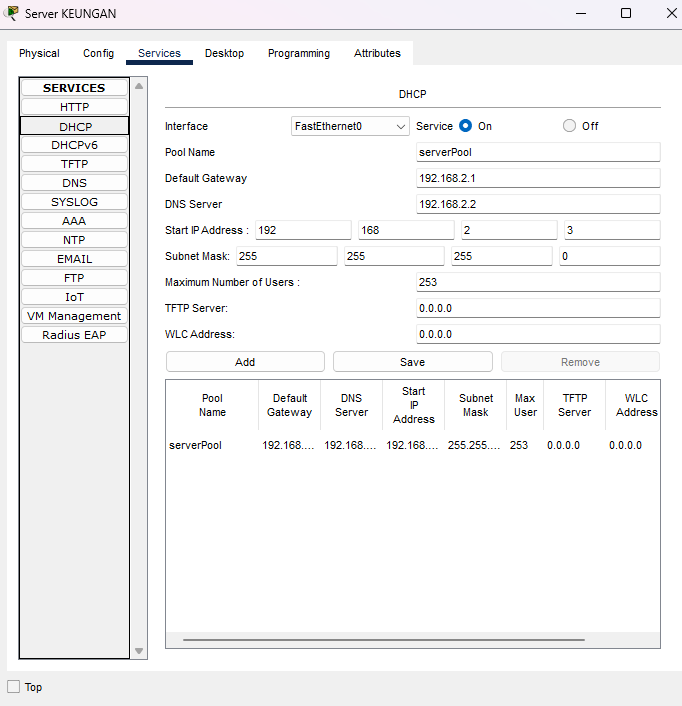 Server KEUNGAN
Physical Config Services Desktop Programming Attributes
SERVICES
HTTP
DHCP
DHCPv6
TFTP
DNS
SYSLOG
AAA
NTP
EMAIL
FTP
IoT
VM Management
Radius EAP
DHCP
Interface FastEthernet0 Service On Off
Pool Name serverPool
Default Gateway 192.168.2.1
DNS Server 192.168.2.2
Start IP Address : 192 168 2 3
Subnet Mask: 255 255 255 0
Maximum Number of Users : 253
TFTP Server: 0.0.0.0
WLC Address: 0.0.0.0
Add Save Remove
Pool Name Default Gateway DNS Server Start IP Address Subnet Mask Max User TFTP Server WLC Address
serverPool 192.168.... 192.168.... 192.168.... 255.255.... 253 0.0.0.0 0.0.0.0
Top